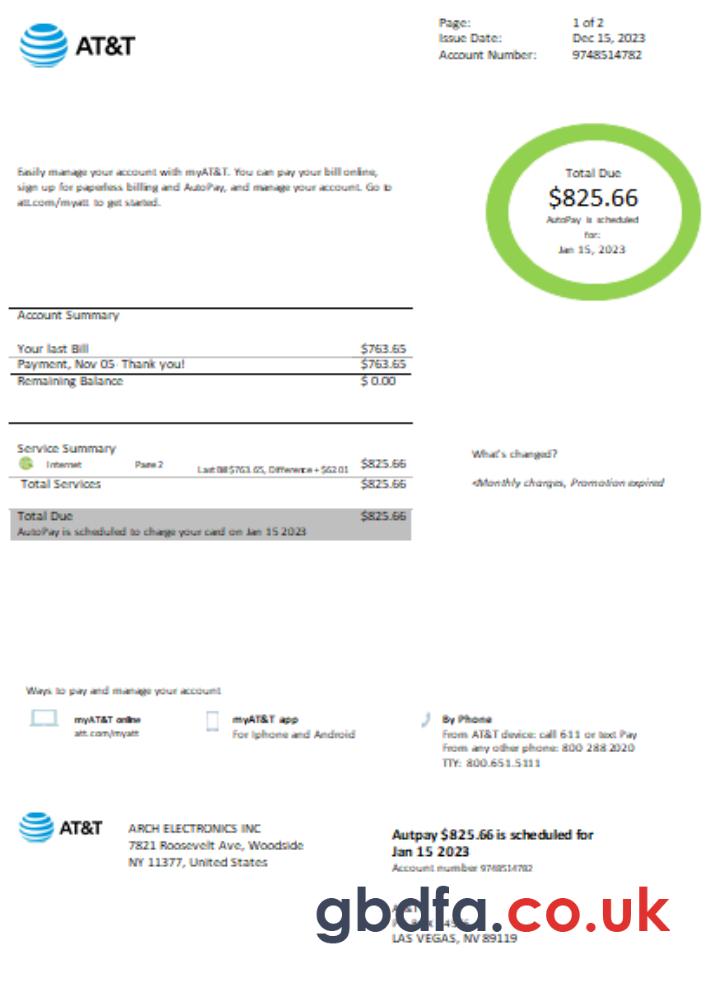 AT&T
Page: 1 of 2
Issue Date: Dec 15, 2023
Account Number: 9748514782
Easily manage your account with myAT&T. You can pay your bill online,
sign up for paperless billing and AutoPay, and manage your account. Go to
att.com/myatt to get started.
Total Due
$825.66
AutoPay is scheduled
for:
Jan 15, 2023
Account Summary
Your last Bill $763.65
Payment, Nov 05- Thank you! $763.65
Remaining Balance $ 0.00
Service Summary
Internet Page 2 Last Bill $763.65, Difference + $62.01 $825.66
Total Services $825.66
What's changed?
<Monthly charges, Promotion expired
Total Due $825.66
AutoPay is scheduled to charge your card on Jan 15 2023
Ways to pay and manage your account
myAT&T online
att.com/myatt
myAT&T app
For Iphone and Android
By Phone
From AT&T device: call 611 or text Pay
From any other phone: 800 288 2020
TTY: 800.651.5111
AT&T
ARCH ELECTRONICS INC
7821 Roosevelt Ave, Woodside
NY 11377, United States
Autpay $825.66 is scheduled for
Jan 15 2023
Account number 9748514782
gbdfa.co.uk
LAS VEGAS, NV 89119